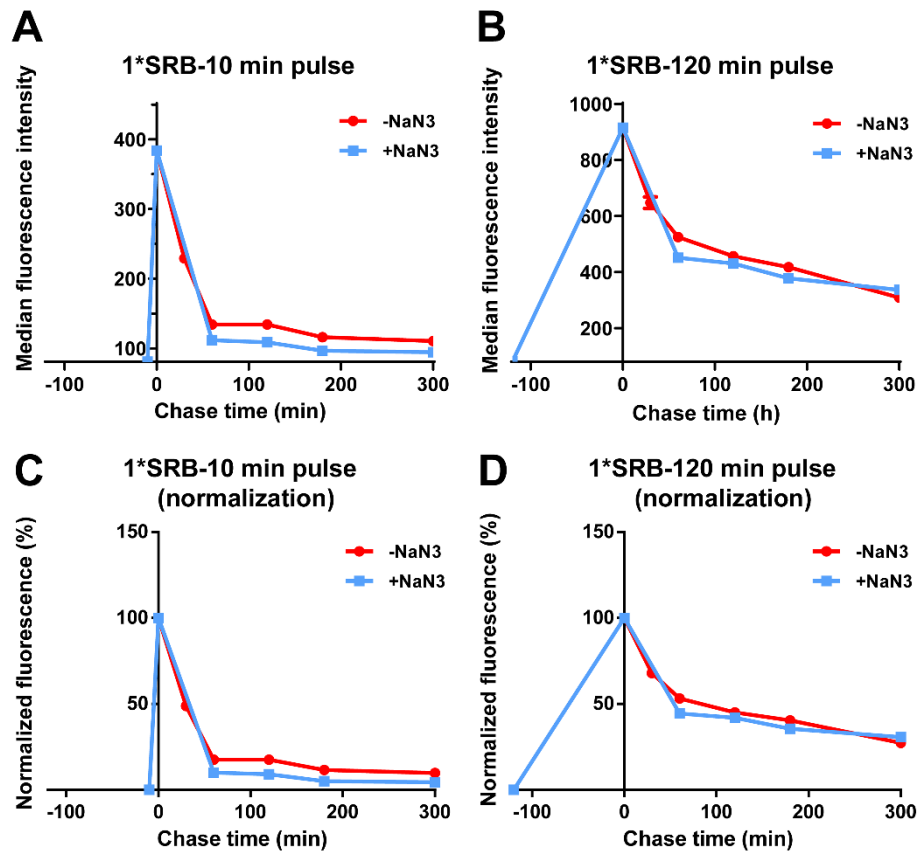 A
1*SRB-10 min pulse
Median fluorescence intensity
400
300
200
100
-NaN3
+NaN3
-100
0
100
200
300
Chase time (min)
B
1*SRB-120 min pulse
Median fluorescence intensity
1000
800
600
400
200
-NaN3
+NaN3
-100
0
100
200
300
Chase time (h)
C
1*SRB-10 min pulse
(normalization)
Normalized fluorescence (%)
150
100
50
-NaN3
+NaN3
-100
0
100
200
300
Chase time (min)
D
1*SRB-120 min pulse
(normalization)
Normalized fluorescence (%)
150
100
50
-NaN3
+NaN3
-100
0
100
200
300
Chase time (min)